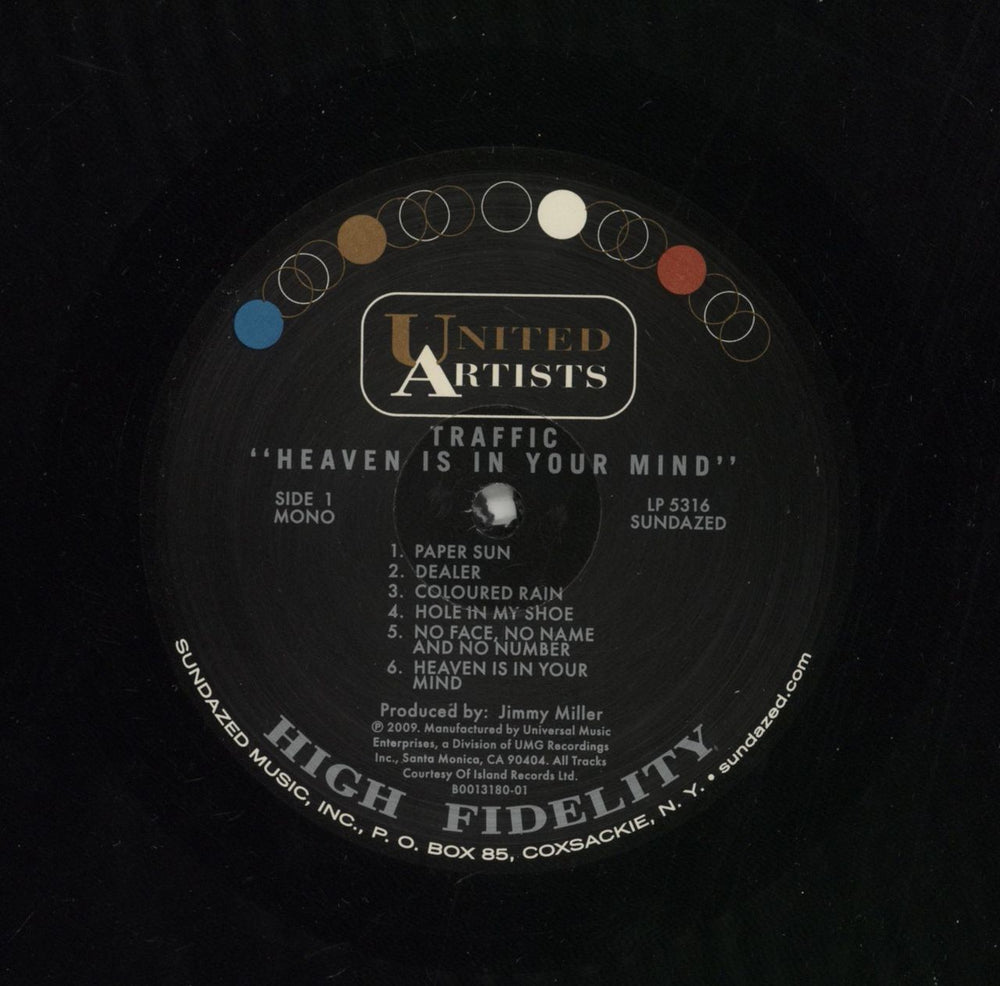 UNITED
ARTISTS
TRAFFIC
“HEAVEN IS IN YOUR MIND”
SIDE 1
MONO
LP 5316
SUNDAZED
1. PAPER SUN
2. DEALER
3. COLOURED RAIN
4. HOLE IN MY SHOE
5. NO FACE, NO NAME
AND NO NUMBER
6. HEAVEN IS IN YOUR
MIND
Produced by: Jimmy Miller
℗ 2009. Manufactured by Universal Music
Enterprises, a Division of UMG Recordings
Inc., Santa Monica, CA 90404. All Tracks
Courtesy Of Island Records Ltd.
B0013180-01
HIGH FIDELITY
SUNDAZED MUSIC, INC., P. O. BOX 85, COXSACKIE, N. Y. • sundazed.com